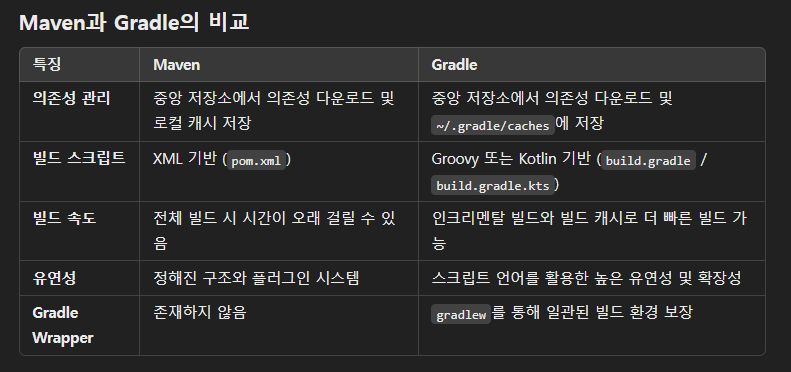 Maven과 Gradle의 비교
특징 Maven Gradle
의존성 관리 중앙 저장소에서 의존성 다운로드 및 중앙 저장소에서 의존성 다운로드 및
로컬 캐시 저장 ~/.gradle/caches에 저장
빌드 스크립트 XML 기반 (pom.xml) Groovy 또는 Kotlin 기반 (build.gradle /
build.gradle.kts)
빌드 속도 전체 빌드 시 시간이 오래 걸릴 수 있 인크리멘탈 빌드와 빌드 캐시로 더 빠른 빌드 가
음 능
유연성 정해진 구조와 플러그인 시스템 스크립트 언어를 활용한 높은 유연성 및 확장성
Gradle 존재하지 않음 gradlew를 통해 일관된 빌드 환경 보장
Wrapper